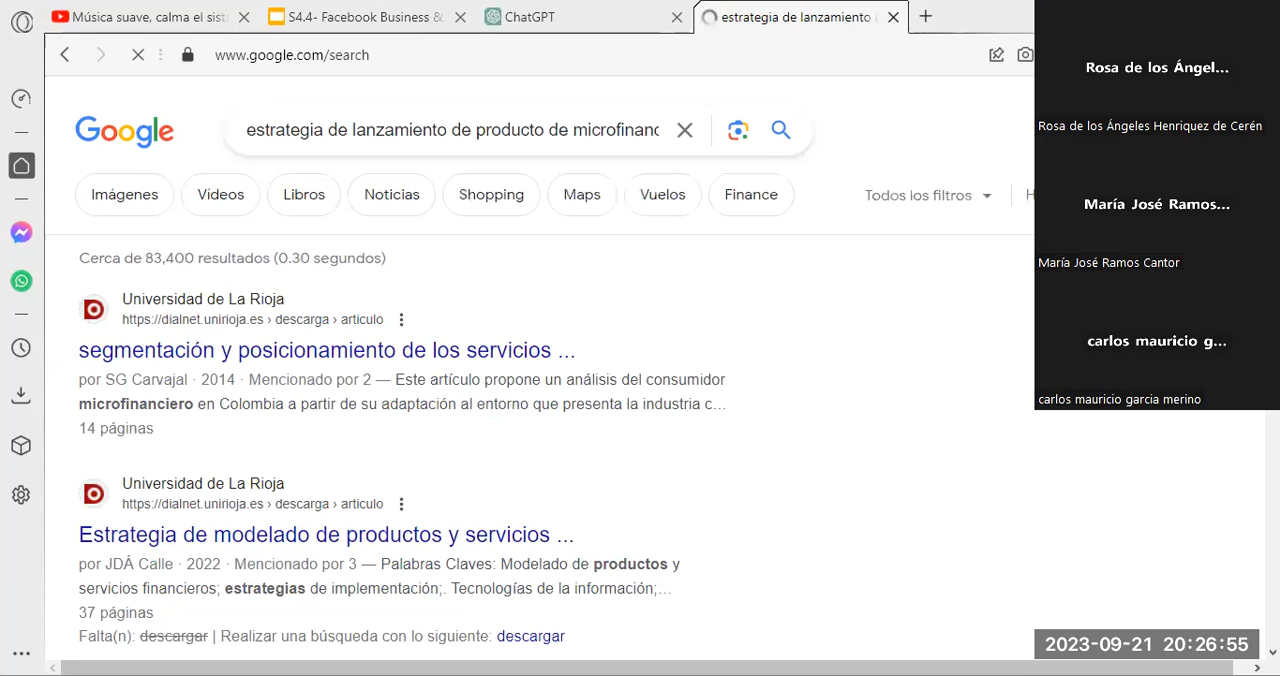 Música suave, calma el sist
S4.4- Facebook Business &
ChatGPT
estrategia de lanzamiento
www.google.com/search
Google
estrategia de lanzamiento de producto de microfinanc
Imágenes
Vídeos
Libros
Noticias
Shopping
Maps
Vuelos
Finance
Todos los filtros
H
Cerca de 83,400 resultados (0.30 segundos)
Universidad de La Rioja
https://dialnet.unirioja.es › descarga › articulo
segmentación y posicionamiento de los servicios ...
por SG Carvajal · 2014 · Mencionado por 2 — Este artículo propone un análisis del consumidor
microfinanciero en Colombia a partir de su adaptación al entorno que presenta la industria c...
14 páginas
Universidad de La Rioja
https://dialnet.unirioja.es › descarga › articulo
Estrategia de modelado de productos y servicios ...
por JDÁ Calle · 2022 · Mencionado por 3 — Palabras Claves: Modelado de productos y
servicios financieros; estrategias de implementación;. Tecnologías de la información;...
37 páginas
Falta(n): descargar | Realizar una búsqueda con lo siguiente: descargar
Rosa de los Ángel...
Rosa de los Ángeles Henriquez de Cerén
María José Ramos...
María José Ramos Cantor
carlos mauricio g...
carlos mauricio garcia merino
2023-09-21 20:26:55